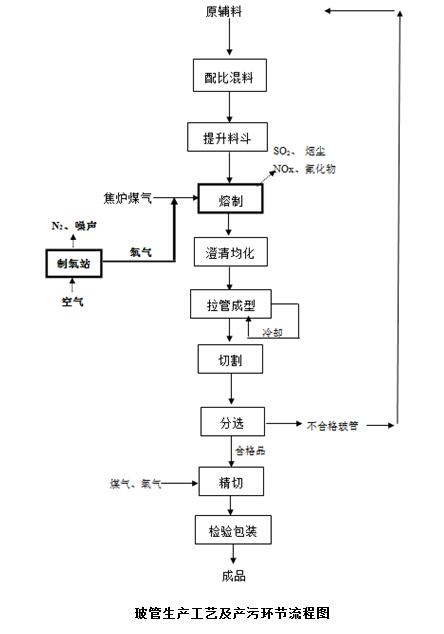 原辅料
配比混料
提升料斗
SO₂、 烟尘
NOx、氟化物
焦炉煤气
熔制
N₂、噪声
氧气
制氧站
澄清均化
空气
拉管成型
冷却
切割
分选
不合格玻管
合格品
煤气、氧气
精切
检验包装
成品
玻管生产工艺及产污环节流程图